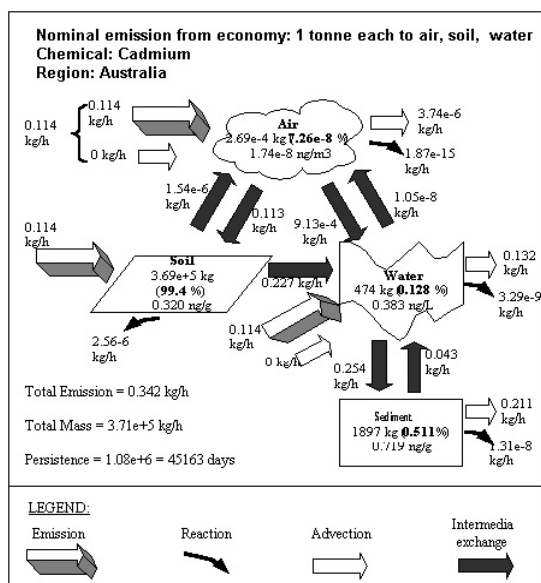 Nominal emission from economy: 1 tonne each to air, soil, water
Chemical: Cadmium
Region: Australia
0.114
kg/h
0.114
kg/h
0 kg/h
Air
2.69e-4 kg (7.26e-8 %)
1.74e-8 ng/m3
3.74e-6
kg/h
1.87e-15
kg/h
1.54e-6
kg/h
0.113
kg/h
9.13e-4
kg/h
1.05e-8
kg/h
0.114
kg/h
Soil
3.69e+5 kg
(99.4 %)
0.320 ng/g
0.227 kg/h
Water
474 kg (0.128 %)
0.383 ng/L
0.132
kg/h
3.29e-9
kg/h
2.56-6
kg/h
0.114
kg/h
0 kg/h
0.254
kg/h
0.043
kg/h
Total Emission = 0.342 kg/h
Total Mass = 3.71e+5 kg/h
Persistence = 1.08e+6 = 45163 days
Sediment
1897 kg (0.511%)
0.719 ng/g
0.211
kg/h
1.31e-8
kg/h
LEGEND:
Emission
Reaction
Advection
Intermedia
exchange